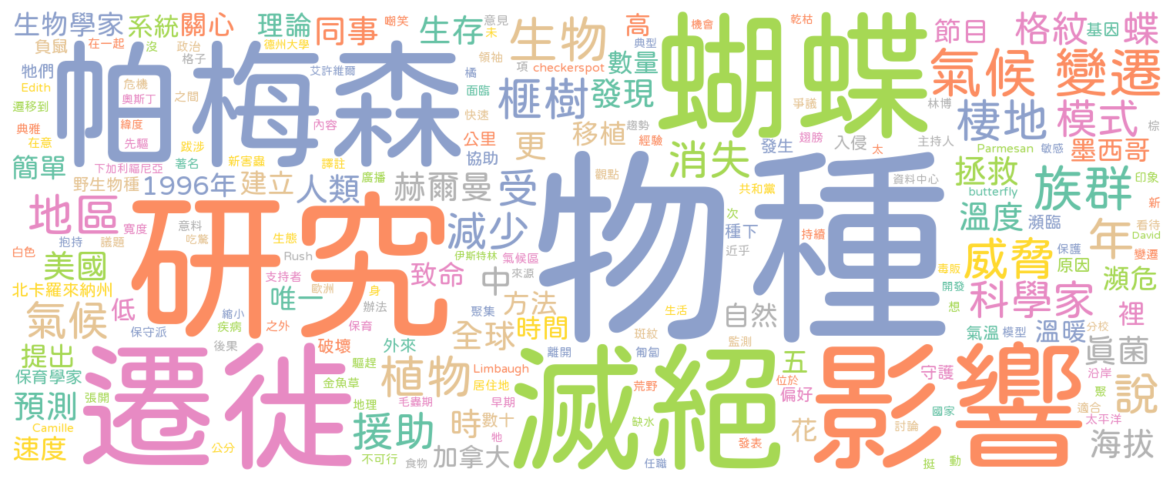 生物學家 系統 關心 理論 同事 生存 意見 未 生物 高 蝴蝶 機會 乾枯 節目 格紋 基因 蝶
負鼠 在一起 沒 政治 德州大學 嘲笑 領袖 項 典型 checkerspot 數量
牠們 格子 帕梅森 艾許維爾 橘 面臨 氣候 變遷
Edith 危機 奧斯丁 之間 榧樹 發現 爭議 林博
遷移到 緯度 快速 趨勢 棲地 模式
典雅 先驅 內容 公里 更 移植 經驗 翅膀 主持人 棕
在意 跋涉 新害蟲 譯註 協助 消失 發生 入侵 太 Parmesan 敏感 墨西哥
簡單 下加利福尼亞 著名 廣播 觀點 拯救 印象
野生物種 1996年 建立 人類 赫爾曼 受 物種 共和黨 資料中心 butterfly 族群 新
地區 寬度 意料 研究 減少 次 種下 溫度 瀕臨 年 看待 David
白色 抱持 議題 吃驚 生態 伊斯特林 近乎 持續 保護 變遷
美國 Rush 支持者 氣候區 來源 致命 中 威脅 原因 瀕危
北卡羅來納州 歐洲 身 唯一 辦法 方法 毒販 開發 科學家
氣候 低 縮小 疾病 聚集 生活 自然 想 裡
保守派 之外 保育 全球 時間 斑紋 監測 氣溫 模型 溫暖 分校
提出 後果 破壞 外來 離開 匍匐 五 真菌
保育學家 遷徙 驅趕 植物 Limbaugh 滅絕 荒野 位於 影響 守護 沿岸
預測 張開 金魚草 居住地 偏好 聚 說
Camille 地理 毛蟲期 早期 國家 適合
速度 援助 時 數十 缺水 花 討論 太平洋
公分 不可行 食物 加拿大 牠 任職 發表 挺 動 海拔